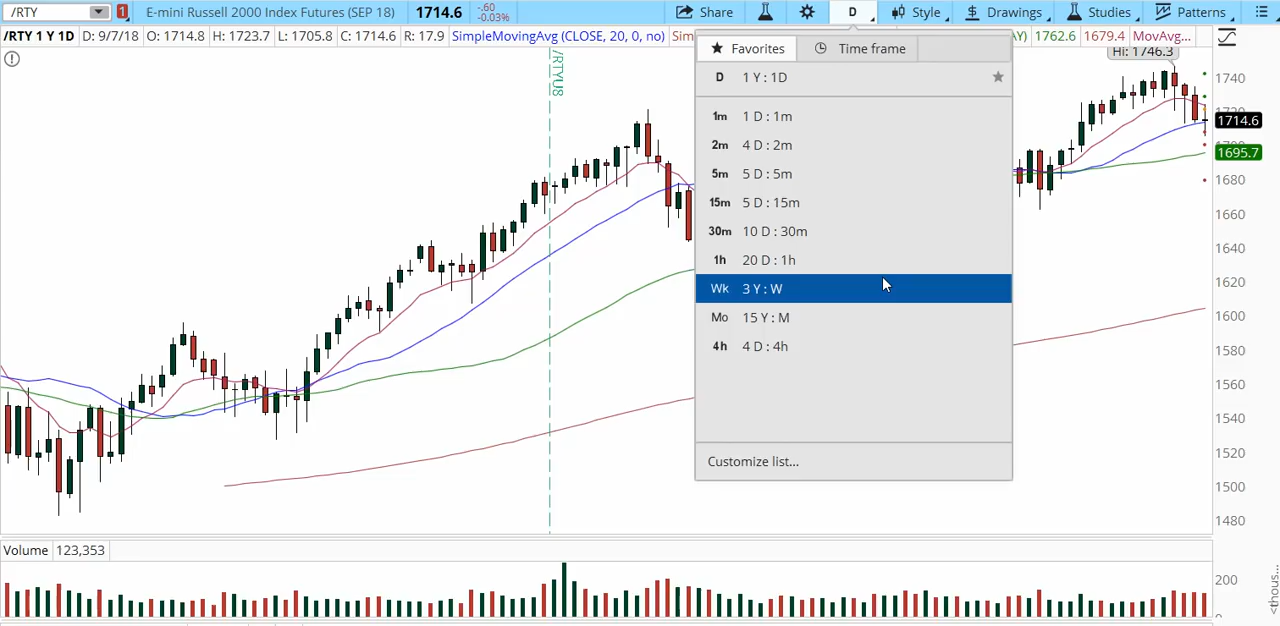 /RTY 1 E-mini Russell 2000 Index Futures (SEP 18) 1714.6 -.60 -0.03% Share D Style Drawings Studies Patterns
/RTY 1 Y 1D D: 9/7/18 O: 1714.8 H: 1723.7 L: 1705.8 C: 1714.6 R: 17.9 SimpleMovingAvg (CLOSE, 20, 0, no) 1762.6 1679.4 MovAvg...
Hi: 1746.3
/RTYU8
Favorites Time frame
D 1 Y : 1D
1m 1 D : 1m
2m 4 D : 2m
5m 5 D : 5m
15m 5 D : 15m
30m 10 D : 30m
1h 20 D : 1h
Wk 3 Y : W
Mo 15 Y : M
4h 4 D : 4h
Customize list...
1740
1714.6
1695.7
1680
1660
1640
1620
1600
1580
1560
1540
1520
1500
1480
Volume 123,353
200
0
<thous...